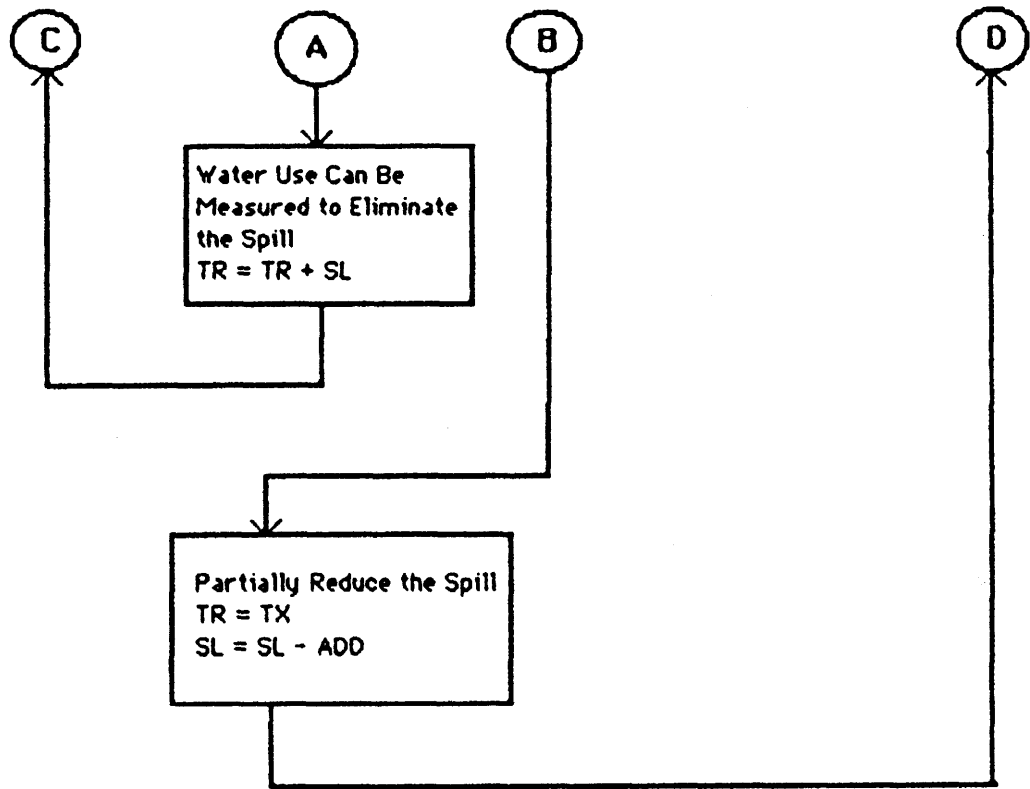 C
A
B
D
Water Use Can Be
Measured to Eliminate
the Spill
TR = TR + SL
Partially Reduce the Spill
TR = TX
SL = SL - ADD